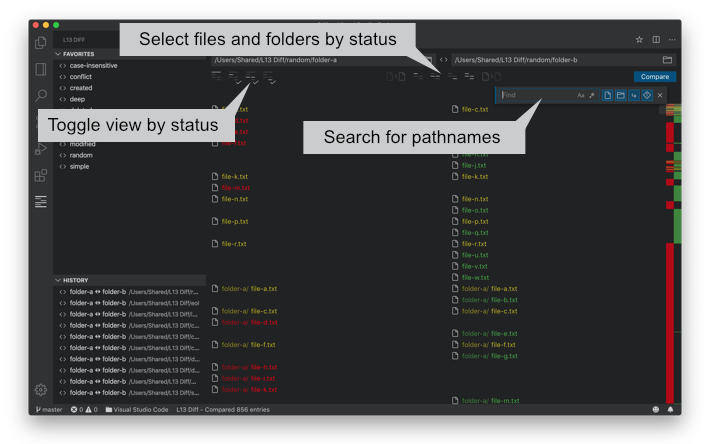 Select files and folders by status
L13 DIFF
FAVORITES
case-insensitive
conflict
created
deep
modified
random
simple
/Users/Shared/L13 Diff/random/folder-a
/Users/Shared/L13 Diff/random/folder-b
Compare
Find
Aa
Toggle view by status
Search for pathnames
file-c.txt
file-j.txt
file-k.txt
file-k.txt
file-m.txt
file-n.txt
file-n.txt
file-o.txt
file-p.txt
file-p.txt
file-q.txt
file-r.txt
file-r.txt
file-u.txt
file-v.txt
file-w.txt
folder-a/ file-a.txt
folder-a/ file-a.txt
folder-a/ file-b.txt
folder-a/ file-c.txt
folder-a/ file-c.txt
folder-a/ file-d.txt
folder-a/ file-e.txt
folder-a/ file-f.txt
folder-a/ file-f.txt
folder-a/ file-g.txt
folder-a/ file-h.txt
folder-a/ file-i.txt
folder-a/ file-k.txt
folder-a/ file-m.txt
HISTORY
folder-a ↔ folder-b /Users/Shared/L13 Diff/r...
folder-a ↔ folder-b /Users/Shared/L13 Diff/eol
folder-a ↔ folder-b /Users/Shared/L13 Diff/l...
folder-a ↔ folder-b /Users/Shared/L13 Diff/c...
folder-a ↔ folder-b /Users/Shared/L13 Diff/c...
folder-a ↔ folder-b /Users/Shared/L13 Diff/c...
folder-a ↔ folder-b /Users/Shared/L13 Diff/d...
folder-a ↔ folder-b /Users/Shared/L13 Diff/d...
folder-a ↔ folder-b /Users/Shared/L13 Diff/c...
folder-a ↔ folder-b /Users/Shared/L13 Diff/s...
master
0
0
Visual Studio Code
L13 Diff - Compared 856 entries